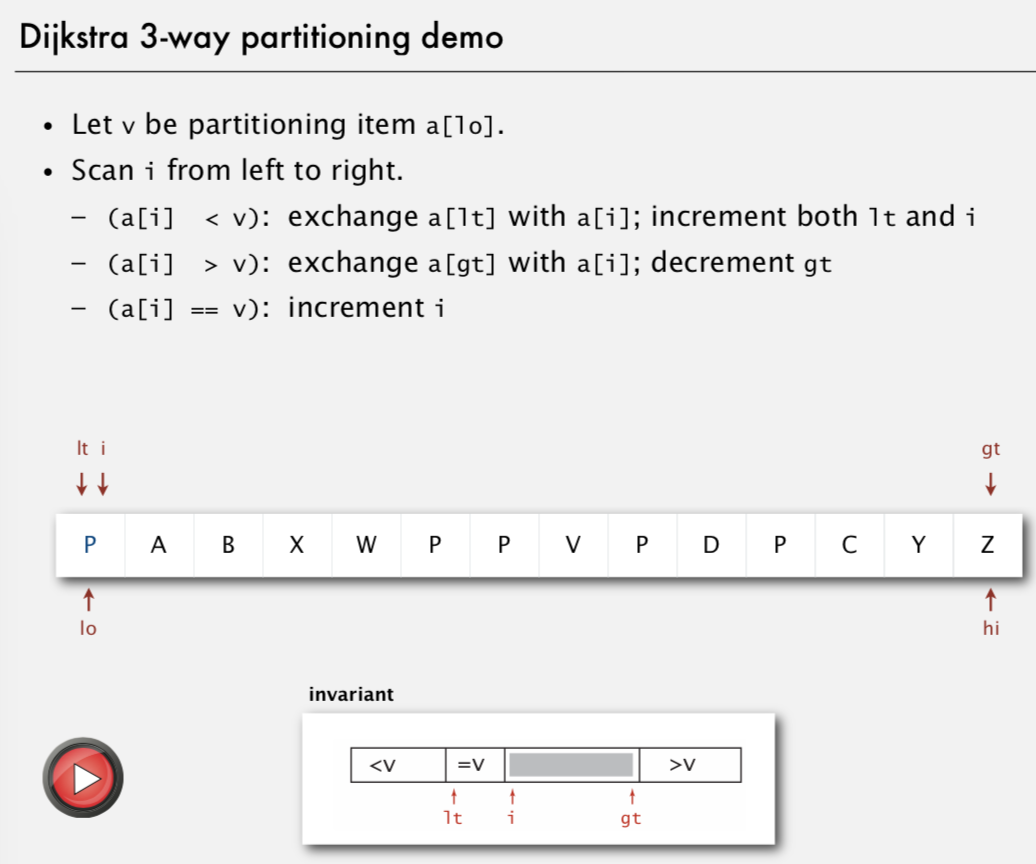 Dijkstra 3-way partitioning demo
• Let v be partitioning item a[lo].
• Scan i from left to right.
– (a[i]  < v): exchange a[lt] with a[i]; increment both lt and i
– (a[i]  > v): exchange a[gt] with a[i]; decrement gt
– (a[i] == v): increment i
lt i gt
P A B X W P P V P D P C Y Z
lo hi
invariant
<v =v >v
lt i gt